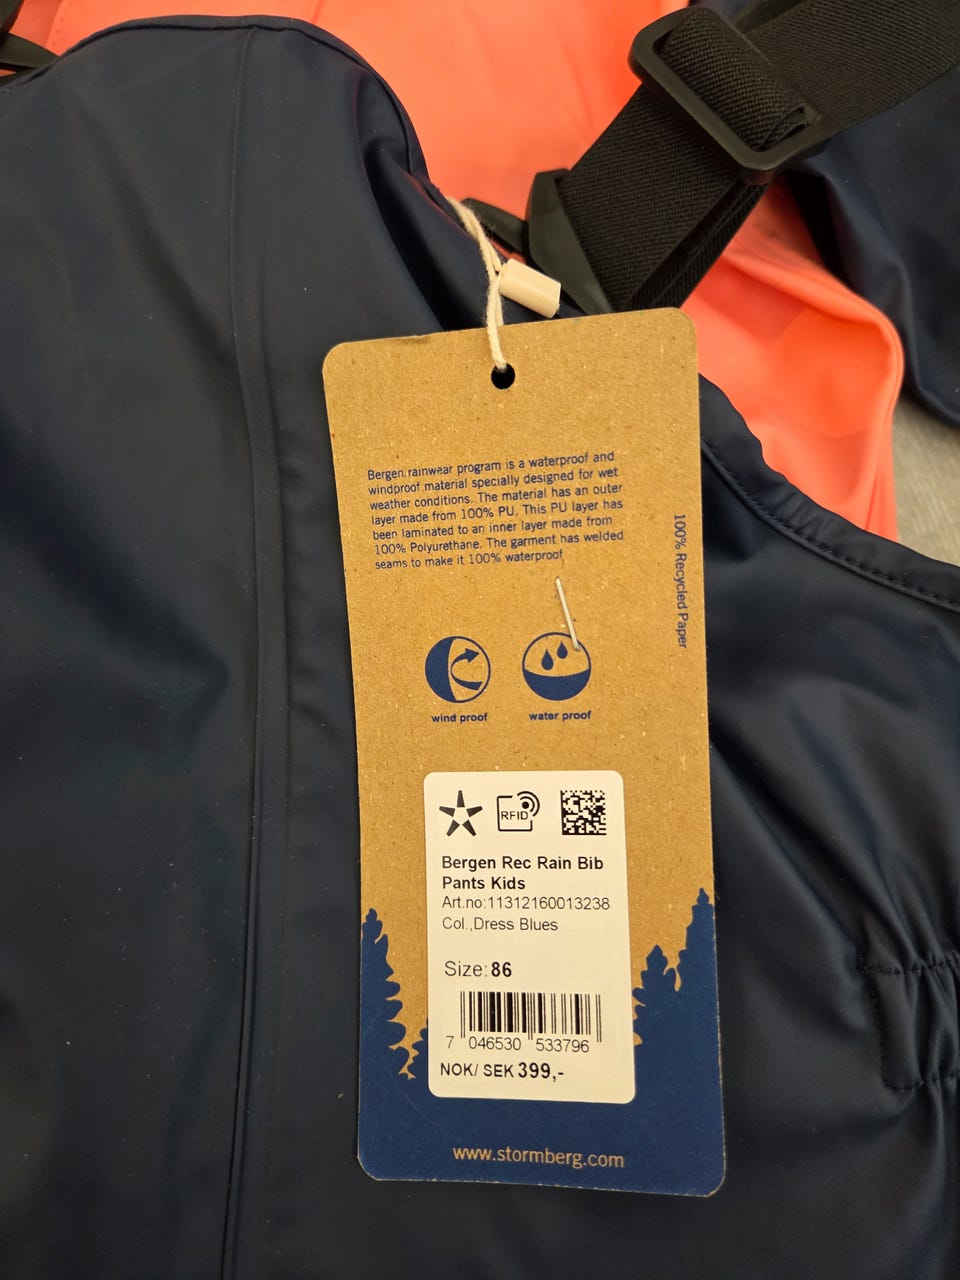 Bergen rainwear program is a waterproof and
windproof material specially designed for wet
weather conditions. The material has an outer
layer made from 100% PU. This PU layer has
been laminated to an inner layer made from
100% Polyurethane. The garment has welded
seams to make it 100% waterproof
100% Recycled Paper
wind proof
water proof
RFID
Bergen Rec Rain Bib
Pants Kids
Art.no:11312160013238
Col.,Dress Blues
Size: 86
7 046530 533796
NOK/ SEK 399,-
www.stormberg.com